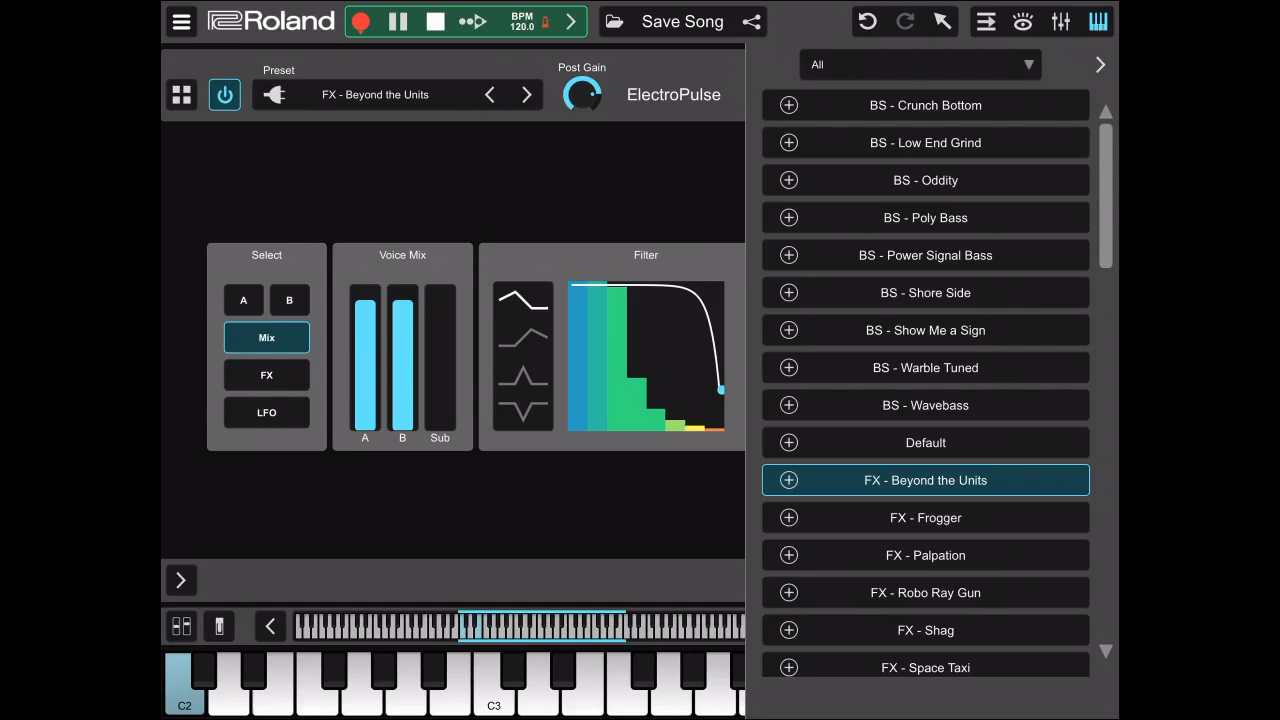 Roland
BPM
120.0
Save Song
Preset
FX - Beyond the Units
Post Gain
ElectroPulse
Select
A
B
Mix
FX
LFO
Voice Mix
A
B
Sub
Filter
All
BS - Crunch Bottom
BS - Low End Grind
BS - Oddity
BS - Poly Bass
BS - Power Signal Bass
BS - Shore Side
BS - Show Me a Sign
BS - Warble Tuned
BS - Wavebass
Default
FX - Beyond the Units
FX - Frogger
FX - Palpation
FX - Robo Ray Gun
FX - Shag
FX - Space Taxi
C2
C3